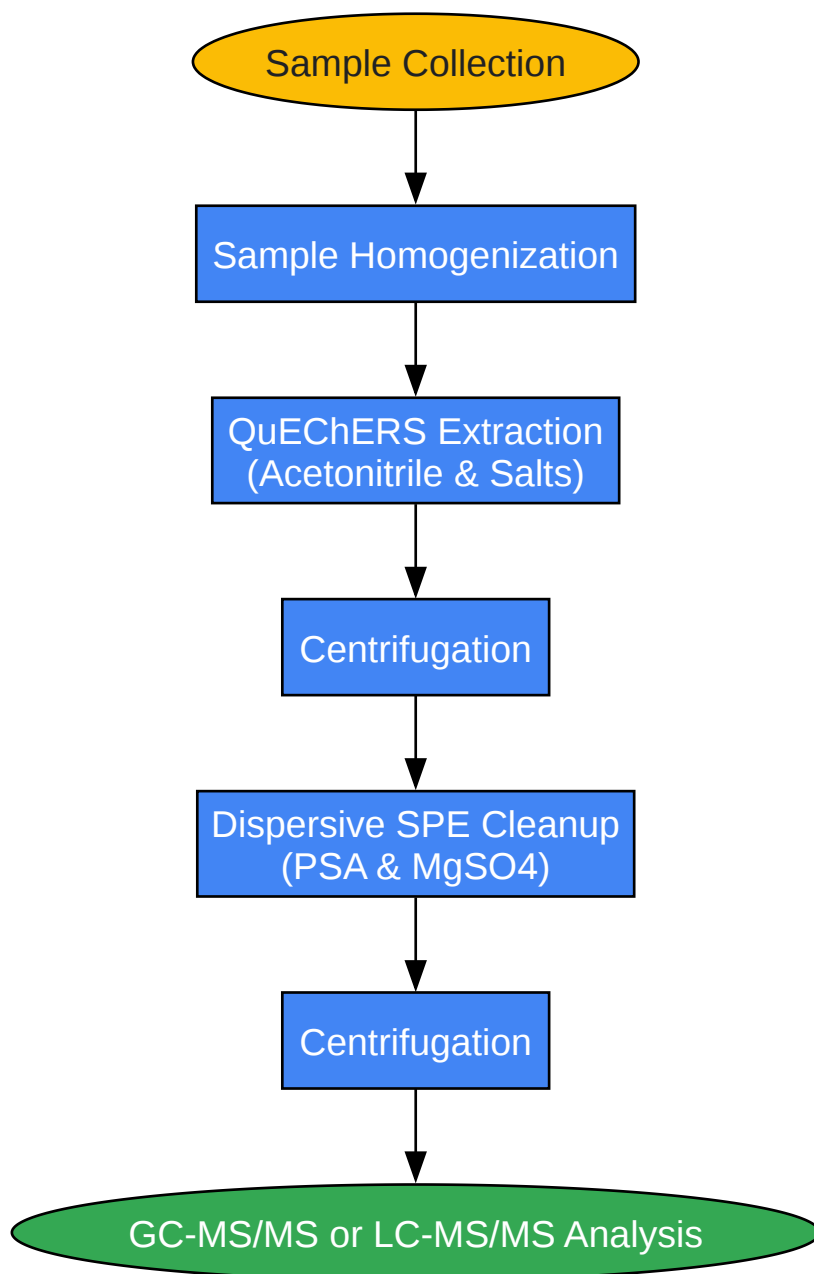 Sample Collection
Sample Homogenization
QuEChERS Extraction
(Acetonitrile & Salts)
Centrifugation
Dispersive SPE Cleanup
(PSA & MgSO4)
Centrifugation
GC-MS/MS or LC-MS/MS Analysis